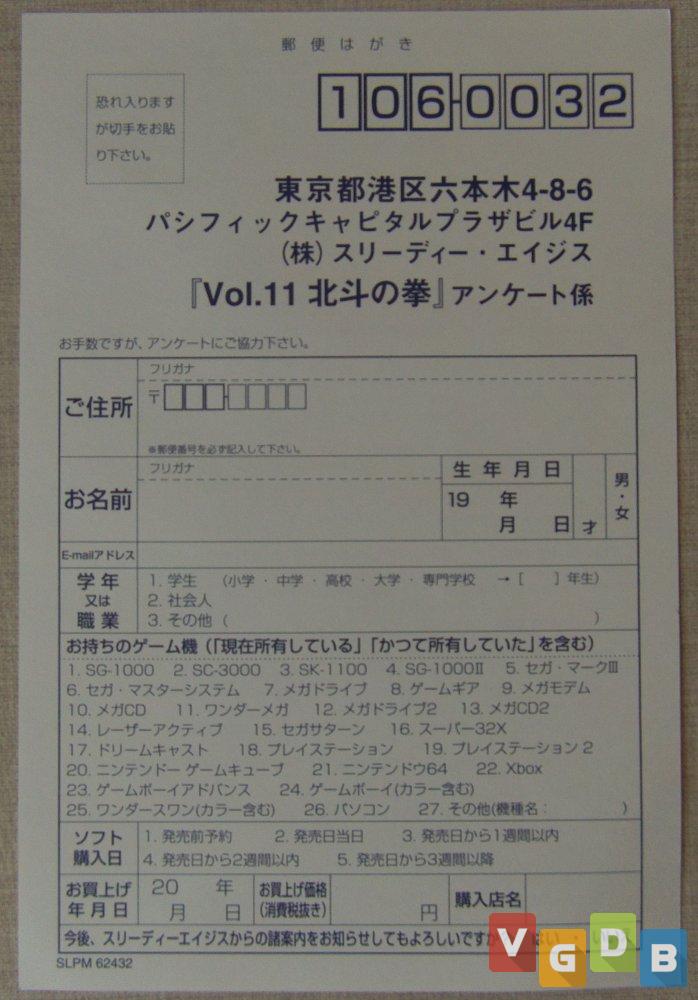 郵便はがき
恐れ入ります
が切手をお貼
り下さい。
106-0032
東京都港区六本木4-8-6
パシフィックキャピタルプラザビル4F
(株) スリーディー・エイジス
『Vol.11 北斗の拳』アンケート係
お手数ですが、アンケートにご協力下さい。
ご住所
フリガナ
〒
※郵便番号を必ず記入して下さい。
お名前
フリガナ
生年月日
19 年
月 日 才
男・女
E-mailアドレス
学年
又は
職業
1. 学生 (小学・中学・高校・大学・専門学校 →[ ]年生)
2. 社会人
3. その他 ( )
お持ちのゲーム機(「現在所有している」「かつて所有していた」を含む)
1. SG-1000 2. SC-3000 3. SK-1100 4. SG-1000Ⅱ 5. セガ・マークⅢ
6. セガ・マスターシステム 7. メガドライブ 8. ゲームギア 9. メガモデム
10. メガCD 11. ワンダーメガ 12. メガドライブ2 13. メガCD2
14. レーザーアクティブ 15. セガサターン 16. スーパー32X
17. ドリームキャスト 18. プレイステーション 19. プレイステーション2
20. ニンテンドー ゲームキューブ 21. ニンテンドウ64 22. Xbox
23. ゲームボーイアドバンス 24. ゲームボーイ(カラー含む)
25. ワンダースワン(カラー含む) 26. パソコン 27. その他(機種名: )
ソフト
購入日
1. 発売前予約 2. 発売日当日 3. 発売日から1週間以内
4. 発売日から2週間以内 5. 発売日から3週間以降
お買上げ
年月日
20 年
月 日
お買上げ価格
(消費税抜き)
円
購入店名
今後、スリーディーエイジスからの諸案内をお知らせしてもよろしいですか
SLPM 62432
VGDB